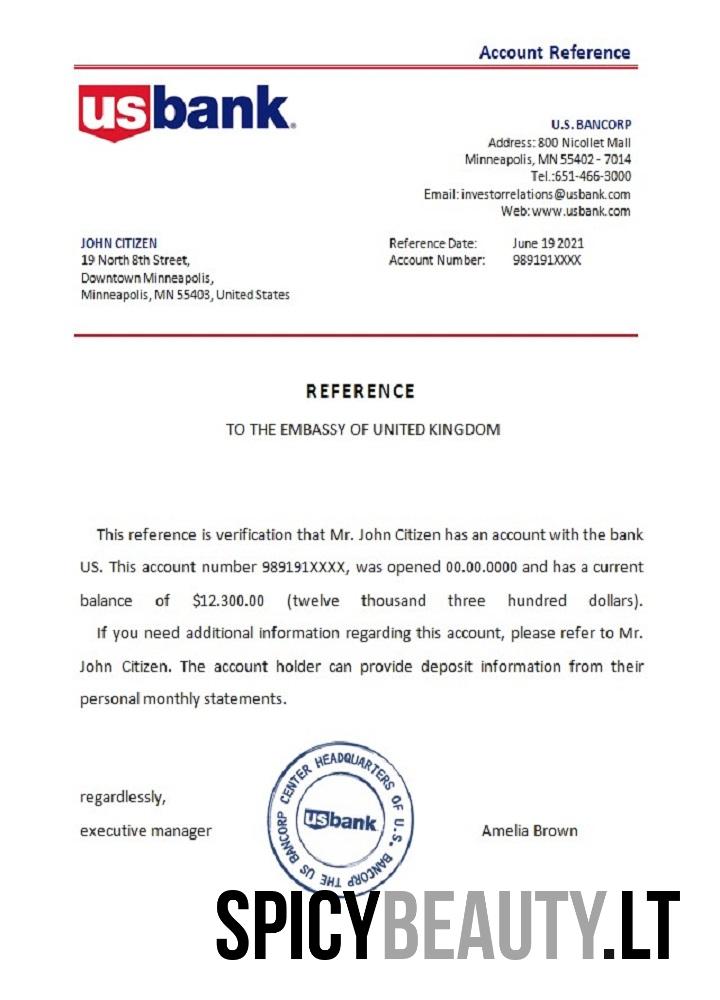 Account Reference
usbank.
U.S. BANCORP
Address: 800 Nicollet Mall
Minneapolis, MN 55402 - 7014
Tel.:651-466-3000
Email: investorrelations@usbank.com
Web: www.usbank.com
JOHN CITIZEN
19 North 8th Street,
Downtown Minneapolis,
Minneapolis, MN 55403, United States
Reference Date: June 19 2021
Account Number: 989191XXXX
REFERENCE
TO THE EMBASSY OF UNITED KINGDOM
This reference is verification that Mr. John Citizen has an account with the bank
US. This account number 989191XXXX, was opened 00.00.0000 and has a current
balance of $12.300.00 (twelve thousand three hundred dollars).
If you need additional information regarding this account, please refer to Mr.
John Citizen. The account holder can provide deposit information from their
personal monthly statements.
regardlessly,
executive manager
CENTER HEADQUARTERS OF U.S. BANCORP THE US BANCORP
usbank
Amelia Brown
SPICYBEAUTY.LT